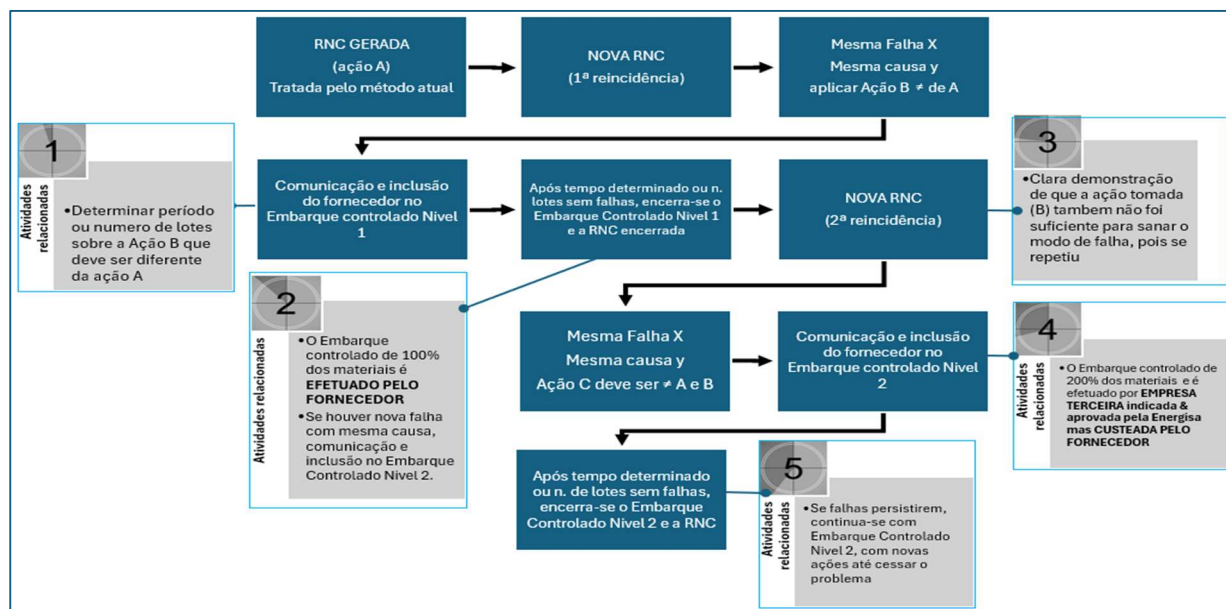 RNC GERADA
(ação A)
Tratada pelo método atual
NOVA RNC
(1ª reincidência)
Mesma Falha X
Mesma causa y
aplicar Ação B ≠ de A
1
Atividades
relacionadas
•Determinar período
ou numero de lotes
sobre a Ação B que
deve ser diferente
da ação A
Comunicação e inclusão
do fornecedor no
Embarque controlado Nivel
1
Após tempo determinado ou n.
lotes sem falhas, encerra-se o
Embarque Controlado Nivel 1
e a RNC encerrada
NOVA RNC
(2ª reincidência)
3
Atividades
relacionadas
•Clara demonstração
de que a ação tomada
(B) tambem não foi
suficiente para sanar o
modo de falha, pois se
repetiu
2
Atividades relacionadas
•O Embarque
controlado de 100%
dos materiais é
EFETUADO PELO
FORNECEDOR
•Se houver nova falha
com mesma causa,
comunicação e
inclusão no Embarque
Controlado Nivel 2.
Mesma Falha X
Mesma causa y
Ação C deve ser ≠ A e B
Comunicação e inclusão
do fornecedor no
Embarque controlado Nivel
2
4
Atividades
relacionadas
•O Embarque controlado de
200% dos materiais e é
efetuado por EMPRESA
TERCEIRA indicada &
aprovada pela Energisa
mas CUSTEADA PELO
FORNECEDOR
Após tempo determinado
ou n. de lotes sem falhas,
encerra-se o Embarque
Controlado Nivel 2 e a RNC
5
Atividades
relacionadas
•Se falhas persistirem,
continua-se com
Embarque Controlado
Nivel 2, com novas
ações até cessar o
problema